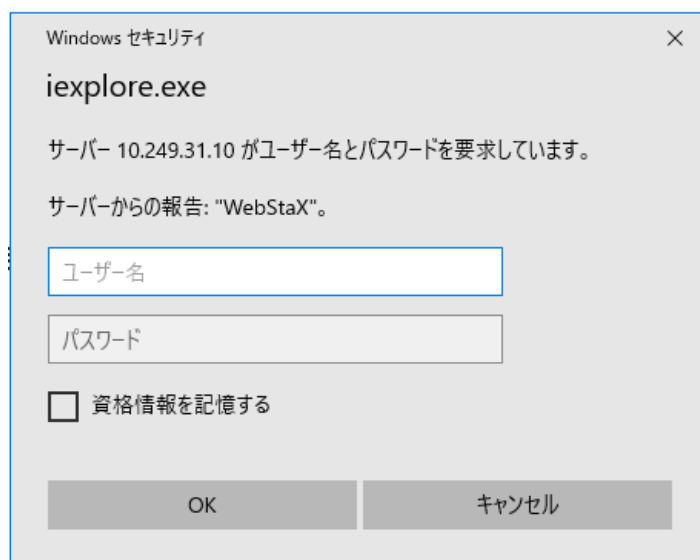 Windows セキュリティ
iexplore.exe
サーバー 10.249.31.10 がユーザー名とパスワードを要求しています。
サーバーからの報告: "WebStaX"。
ユーザー名
パスワード
資格情報を記憶する
OK
キャンセル